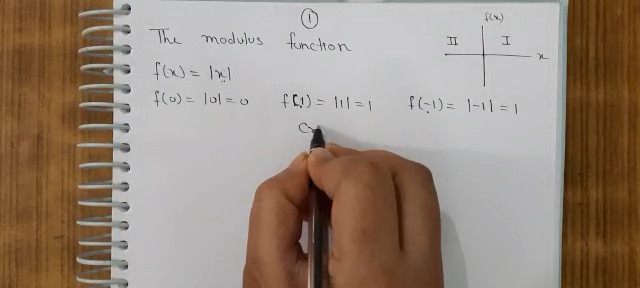 ①
The modulus function
f(x)
II I
x
f(x) = |x|
f(0) = |0| = 0 f(1) = |1| = 1 f(-1) = |-1| = 1